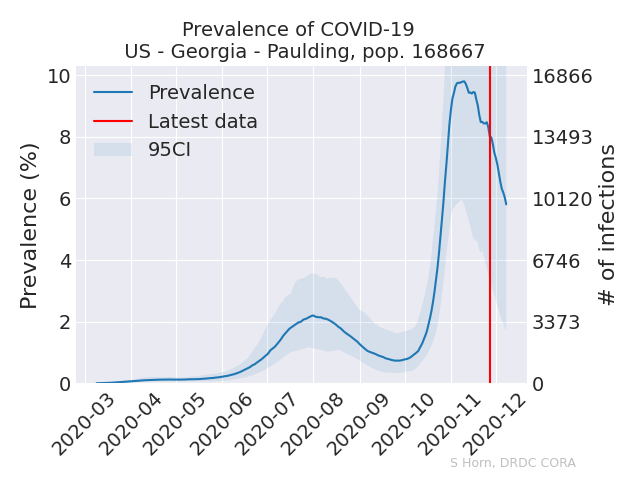 Prevalence of COVID-19
US - Georgia - Paulding, pop. 168667
Prevalence
Latest data
95CI
Prevalence (%)
10
8
6
4
2
0
16866
13493
10120
6746
3373
0
# of infections
2020-03
2020-04
2020-05
2020-06
2020-07
2020-08
2020-09
2020-10
2020-11
2020-12
S Horn, DRDC CORA